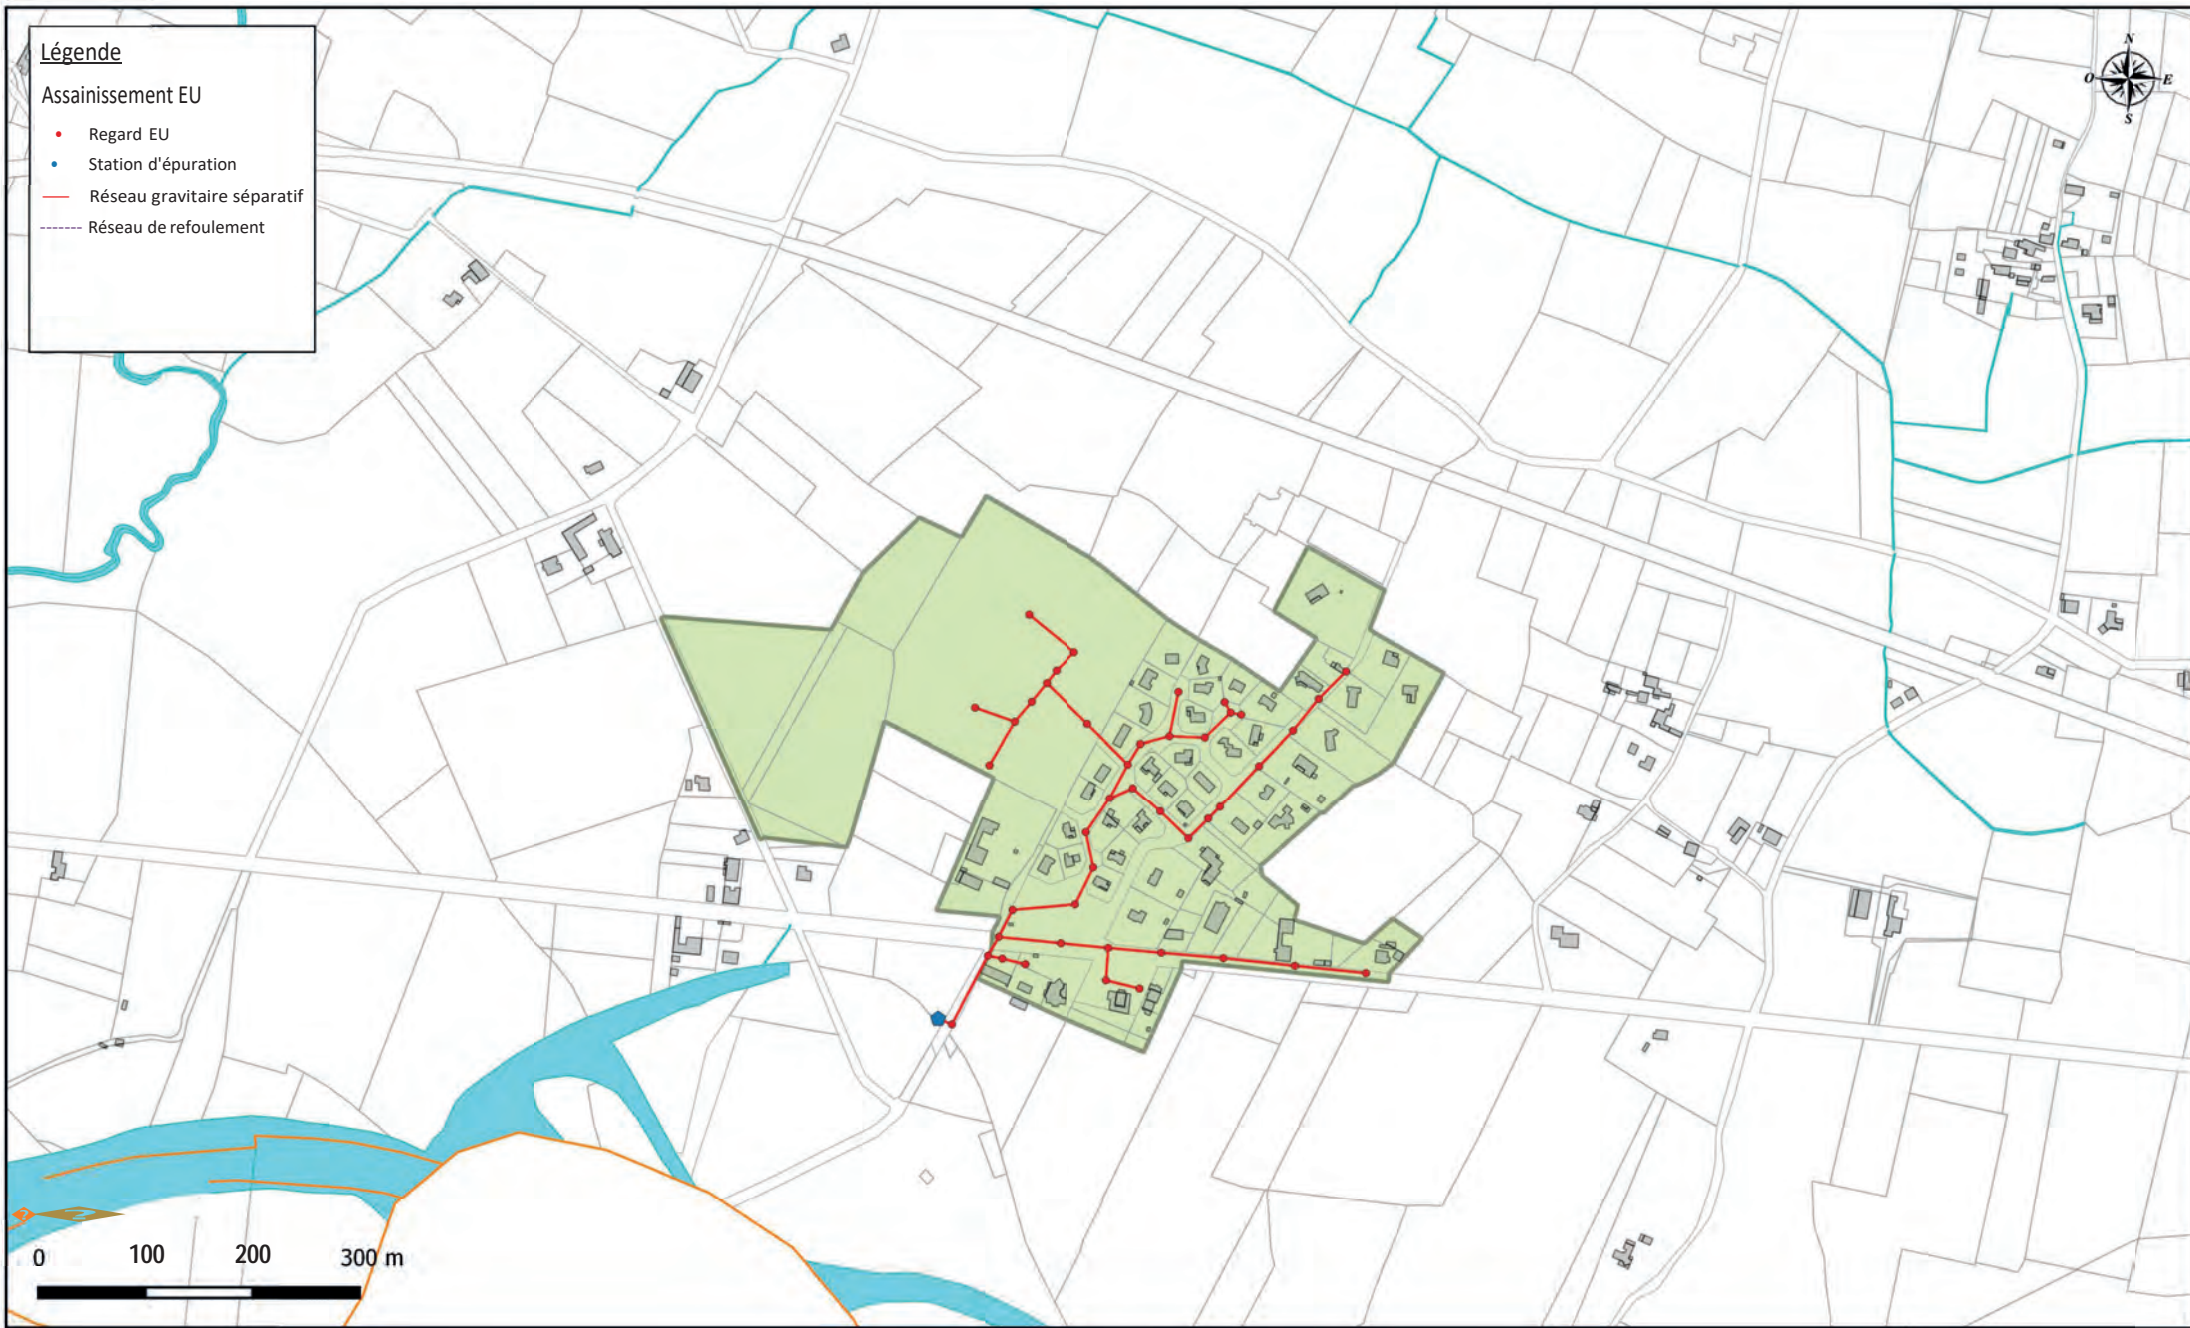 Légende
Assainissement EU
Regard EU
Station d'épuration
Réseau gravitaire séparatif
Réseau de refoulement
N
O E
S
0 100 200 300 m